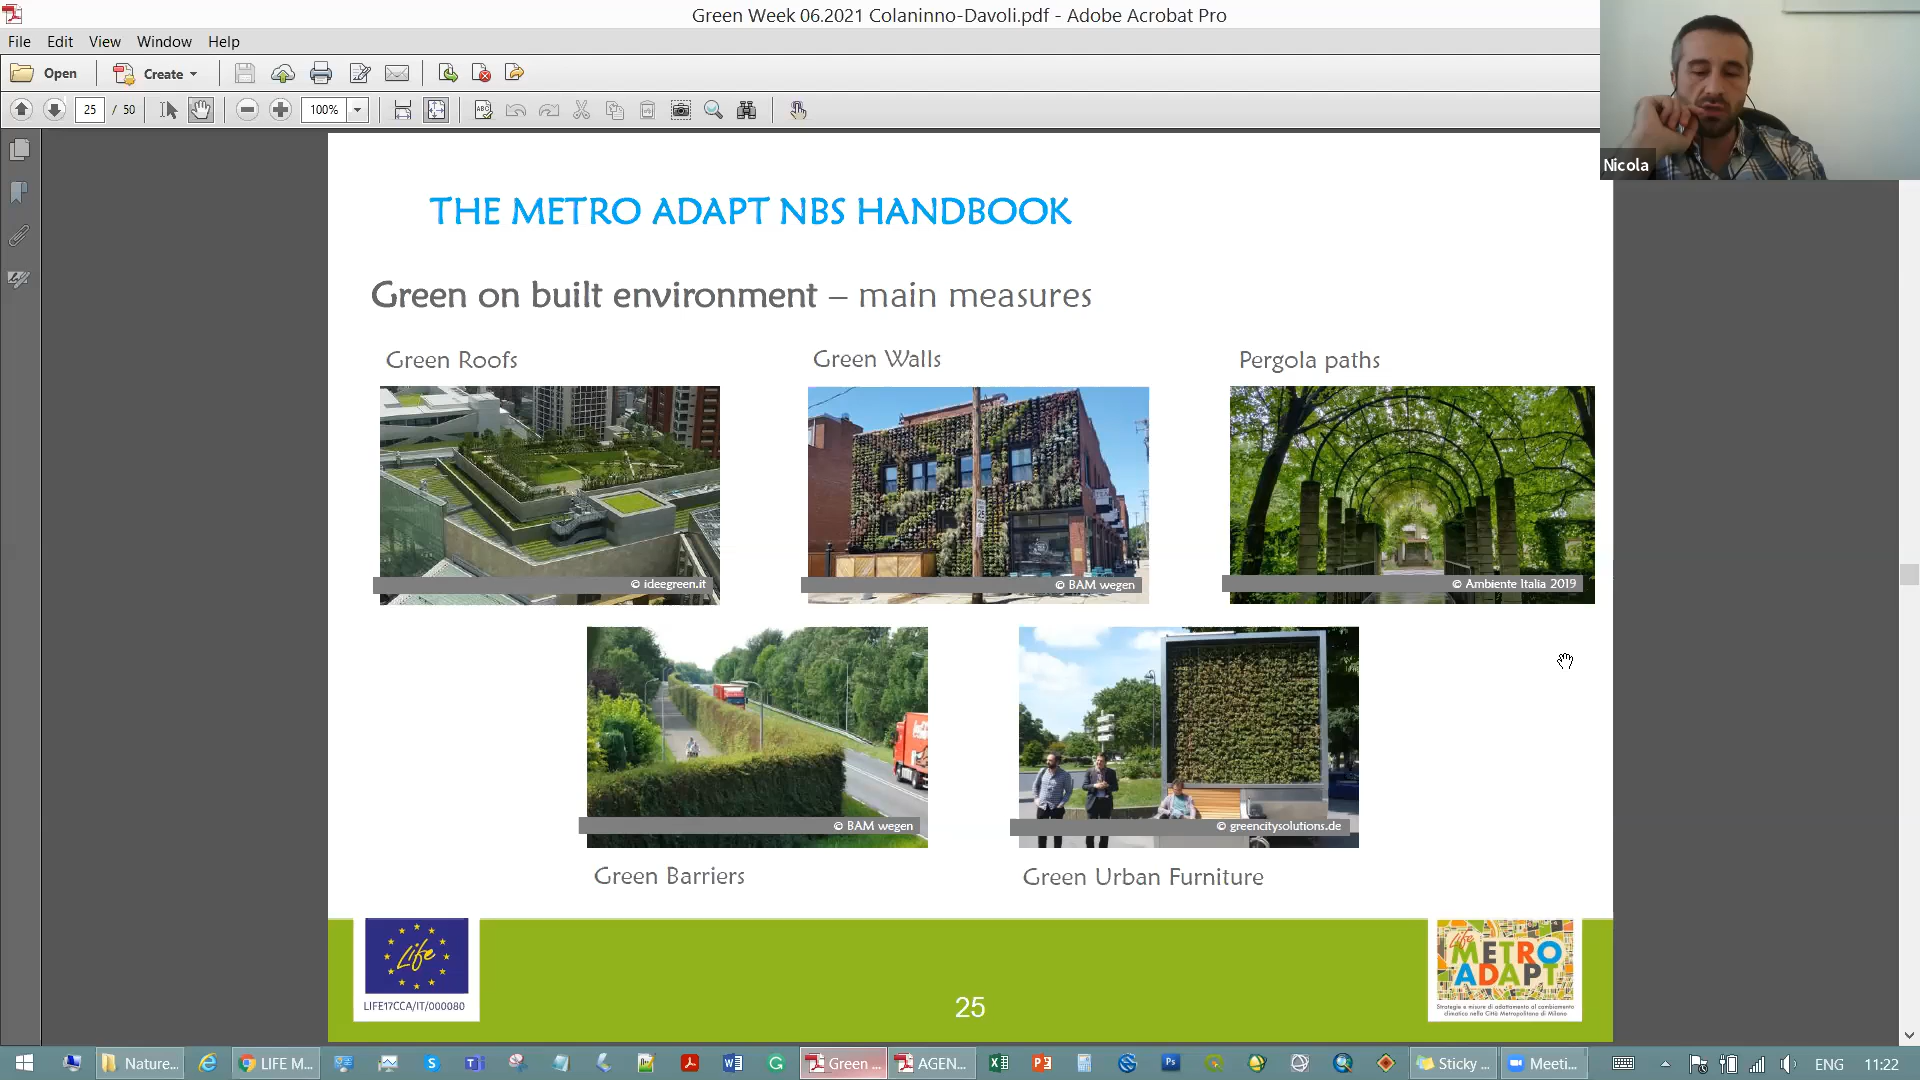 Green Week 06.2021 Colaninno-Davoli.pdf - Adobe Acrobat Pro
File Edit View Window Help
Open Create
25 / 50 100%
Nicola
THE METRO ADAPT NBS HANDBOOK
Green on built environment – main measures
Green Roofs
Green Walls
Pergola paths
© ideegreen.it
© BAM wegen
© Ambiente Italia 2019
© BAM wegen
© greencitysolutions.de
Green Barriers
Green Urban Furniture
Life
LIFE17CCA/IT/000080
25
Life
METRO
ADAPT
Strategie e misure di adattamento al cambiamento
climatico nella Città Metropolitana di Milano
Nature... LIFE M... Green ... AGEN... Sticky ... Meeti... ENG 11:22